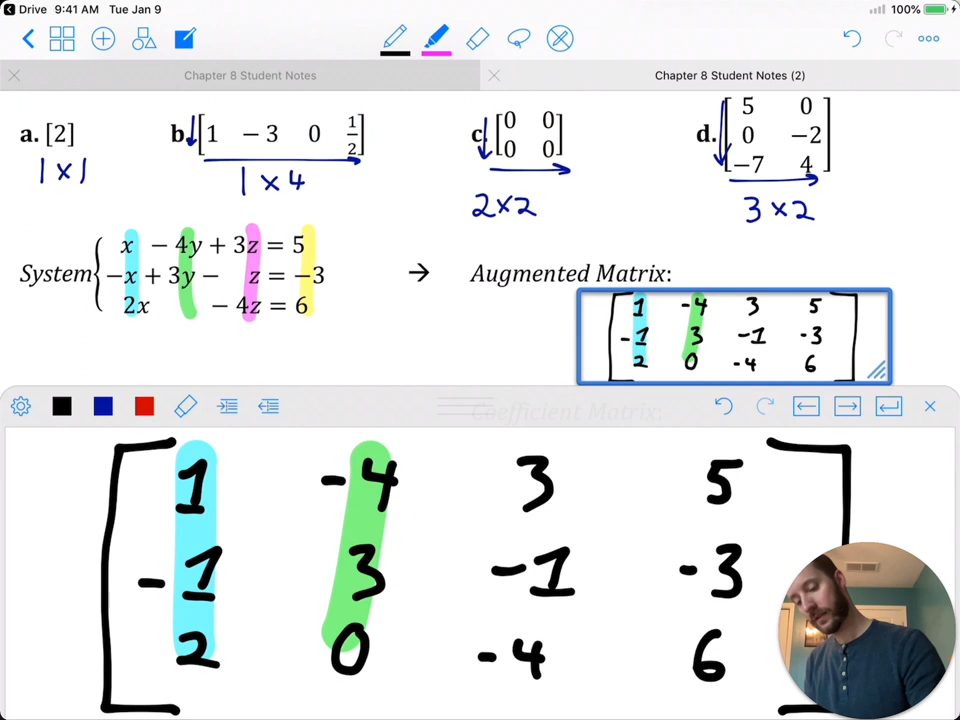 Drive 9:41 AM Tue Jan 9 100%
Chapter 8 Student Notes
Chapter 8 Student Notes (2)
a. [2] b. [1 −3 0 1/2] c. [0 0 d. [5 0
0 0] 0 −2
−7 4]
1 x 1 1 x 4 2 x 2 3 x 2
System { x − 4y + 3z = 5
−x + 3y − z = −3
2x − 4z = 6
→ Augmented Matrix:
1 -4 3 5
-1 3 -1 -3
2 0 -4 6
Coefficient Matrix:
1 -4 3 5
-1 3 -1 -3
2 0 -4 6